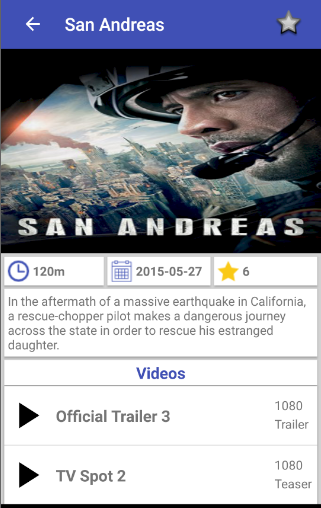 San Andreas
SAN ANDREAS
120m
2015-05-27
6
In the aftermath of a massive earthquake in California,
a rescue-chopper pilot makes a dangerous journey
across the state in order to rescue his estranged
daughter.
Videos
Official Trailer 3
1080
Trailer
TV Spot 2
1080
Teaser